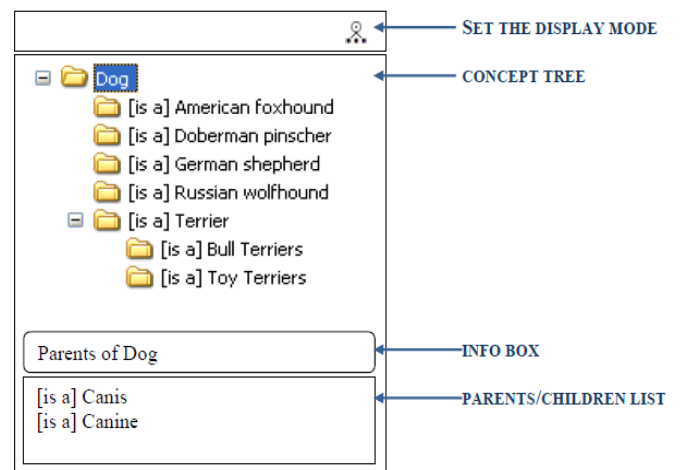 SET THE DISPLAY MODE
Dog
CONCEPT TREE
[is a] American foxhound
[is a] Doberman pinscher
[is a] German shepherd
[is a] Russian wolfhound
[is a] Terrier
[is a] Bull Terriers
[is a] Toy Terriers
Parents of Dog
INFO BOX
[is a] Canis
PARENTS/CHILDREN LIST
[is a] Canine